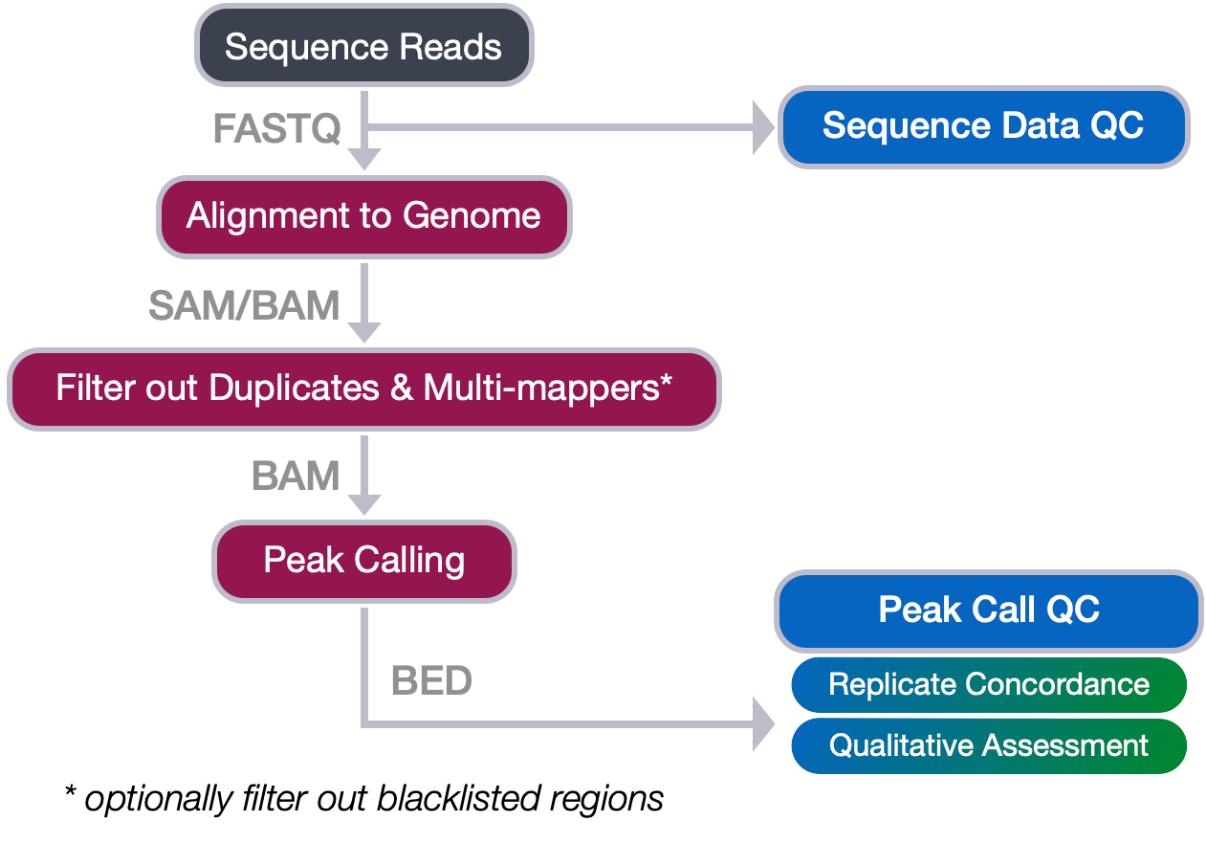 Sequence Reads
FASTQ
Sequence Data QC
Alignment to Genome
SAM/BAM
Filter out Duplicates & Multi-mappers*
BAM
Peak Calling
BED
Peak Call QC
Replicate Concordance
Qualitative Assessment
* optionally filter out blacklisted regions